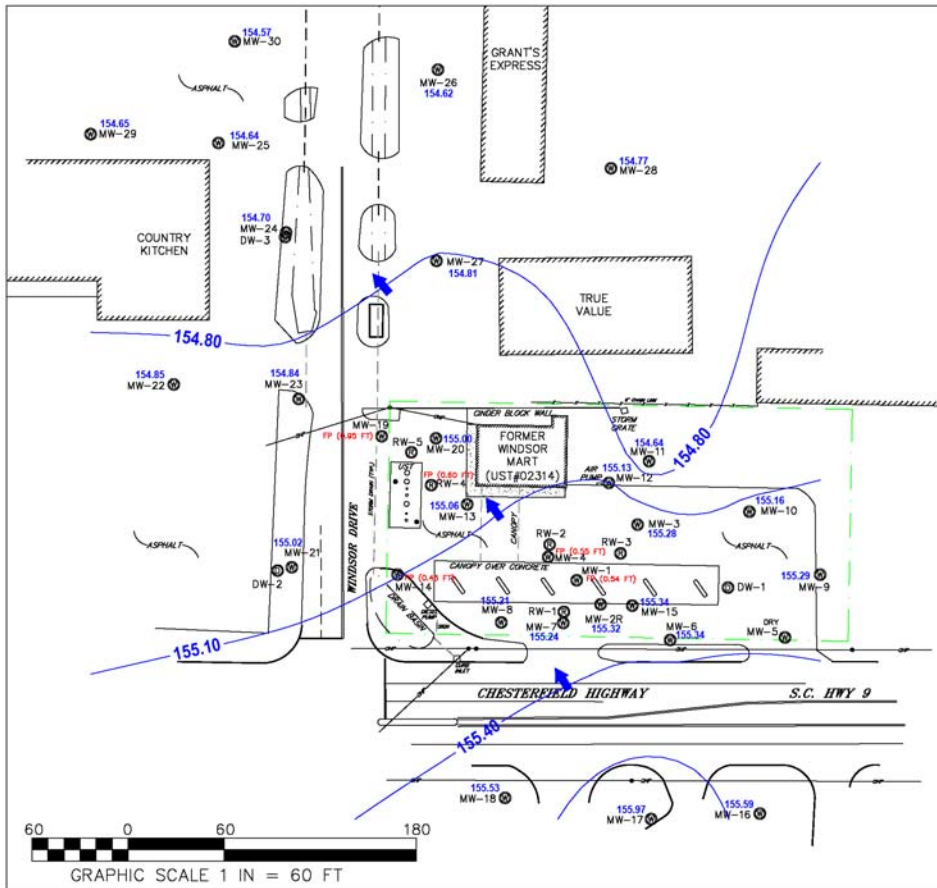 154.57
MW-30
GRANT'S
EXPRESS
MW-26
154.62
ASPHALT
154.65
MW-29
154.64
MW-25
154.77
MW-28
154.70
MW-24
DW-3
COUNTRY
KITCHEN
MW-27
154.81
TRUE
VALUE
154.80
154.85
MW-22
154.84
MW-23
154.80
CINDER BLOCK WALL
MW-19
FP (0.95 FT)
RW-5
155.00
MW-20
FORMER
WINDSOR
MART
(UST#02314)
STORM
GRATE
154.64
MW-11
UST
FP (0.60 FT)
RW-4
AIR
PUMP
155.13
MW-12
155.06
MW-13
155.16
MW-10
MW-3
155.28
ASPHALT
CANOPY
ASPHALT
ASPHALT
RW-2
FP (0.55 FT)
MW-4
RW-3
155.02
MW-21
DW-2
WINDSOR DRIVE
FP (0.45 FT)
MW-14
CANOPY OVER CONCRETE
MW-1
FP (0.54 FT)
DW-1
155.29
MW-9
DRAIN BASIN
155.21
MW-8
RW-1
MW-7
155.24
MW-2R
155.32
155.34
MW-15
MW-6
155.34
DRY
MW-5
CURB
INLET
155.10
CHESTERFIELD HIGHWAY
S.C. HWY 9
155.40
155.53
MW-18
155.97
MW-17
155.59
MW-16
60 0 60 180
GRAPHIC SCALE 1 IN = 60 FT